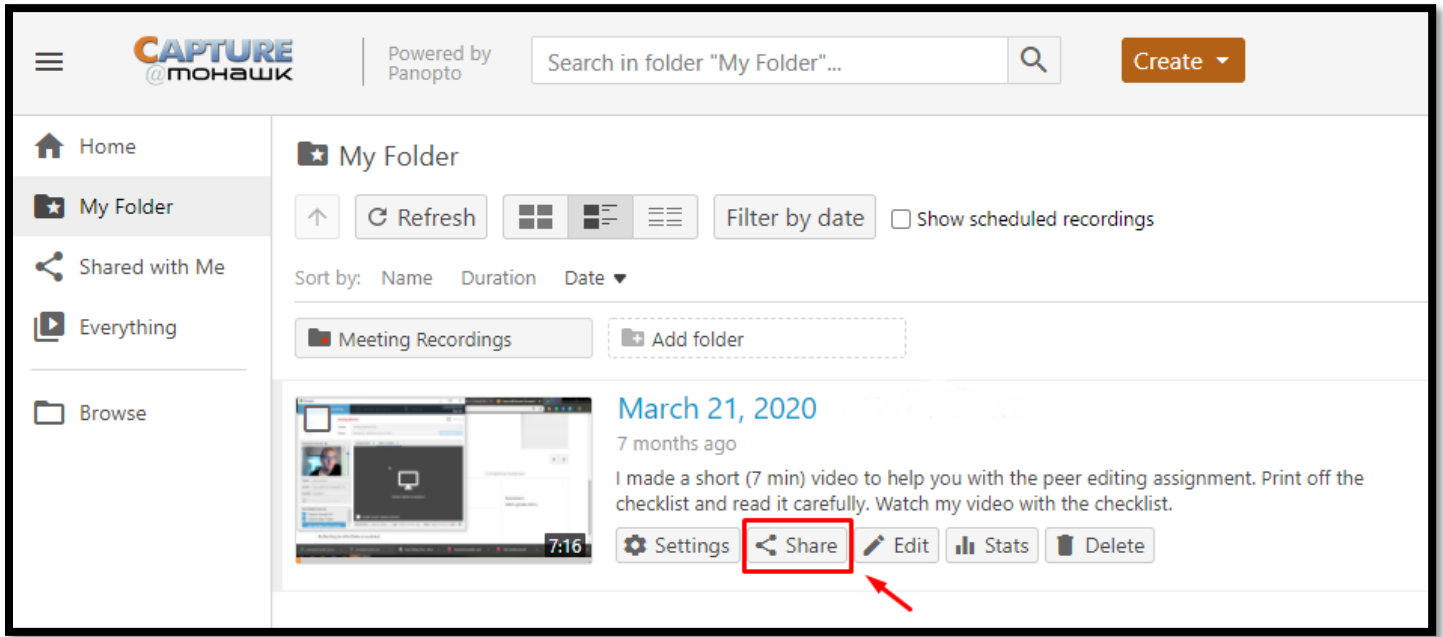 CAPTURE
@mohawk
Powered by
Panopto
Search in folder "My Folder"...
Create
Home
My Folder
Shared with Me
Everything
Browse
My Folder
Refresh
Filter by date
Show scheduled recordings
Sort by: Name Duration Date
Meeting Recordings
Add folder
7:16
March 21, 2020
7 months ago
I made a short (7 min) video to help you with the peer editing assignment. Print off the
checklist and read it carefully. Watch my video with the checklist.
Settings Share Edit Stats Delete